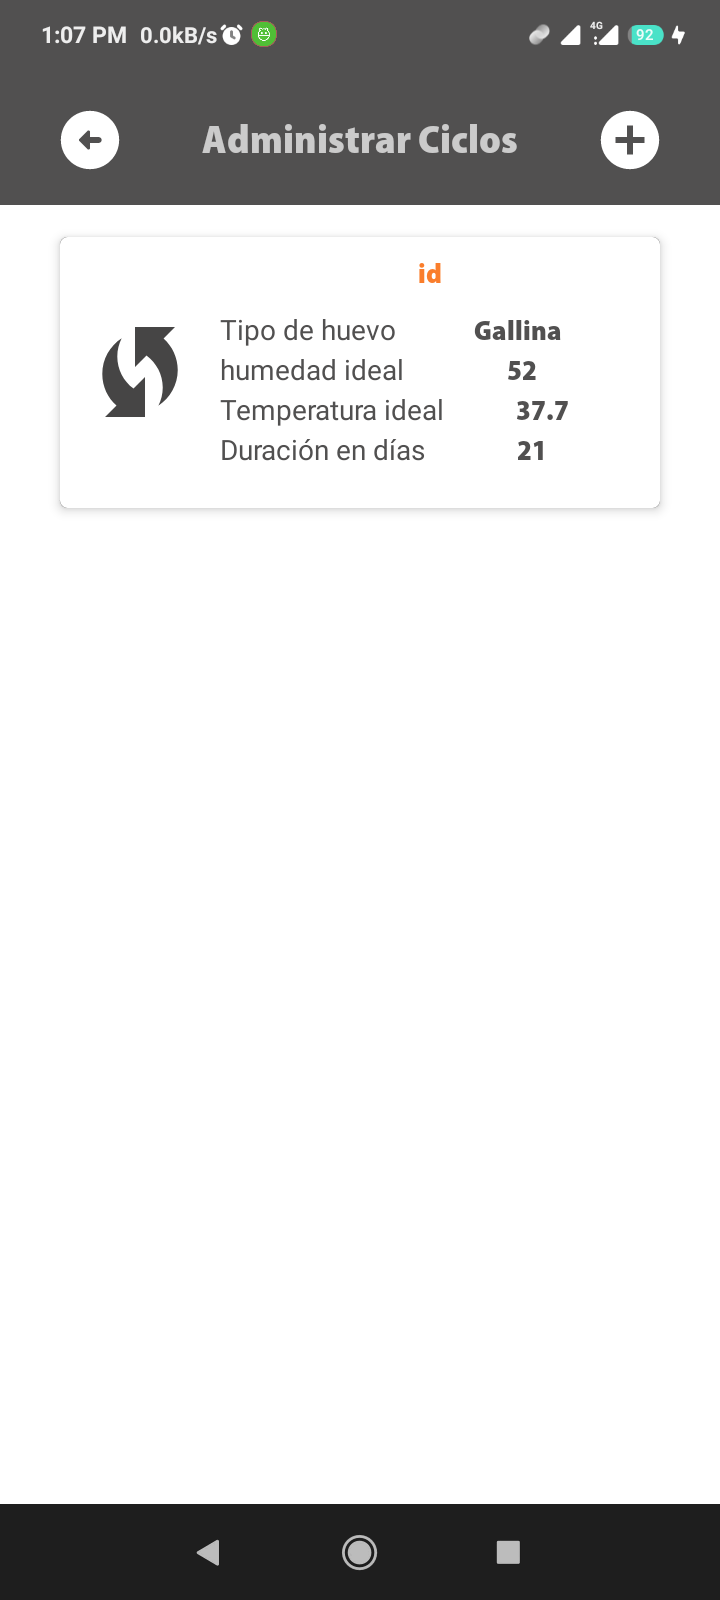 1:07 PM 0.0kB/s 4G 92
Administrar Ciclos
id
Tipo de huevo Gallina
humedad ideal 52
Temperatura ideal 37.7
Duración en días 21